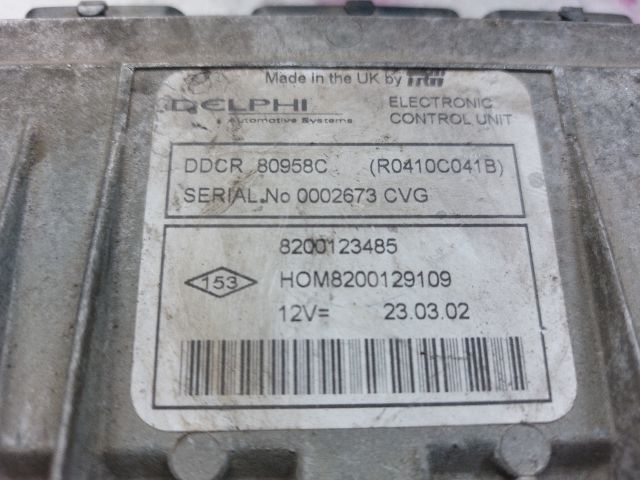 Made in the UK by TRW
DELPHI
Automotive Systems
ELECTRONIC
CONTROL UNIT
DDCR 80958C (R0410C041B)
SERIAL.No 0002673 CVG
8200123485
153 HOM8200129109
12V= 23.03.02